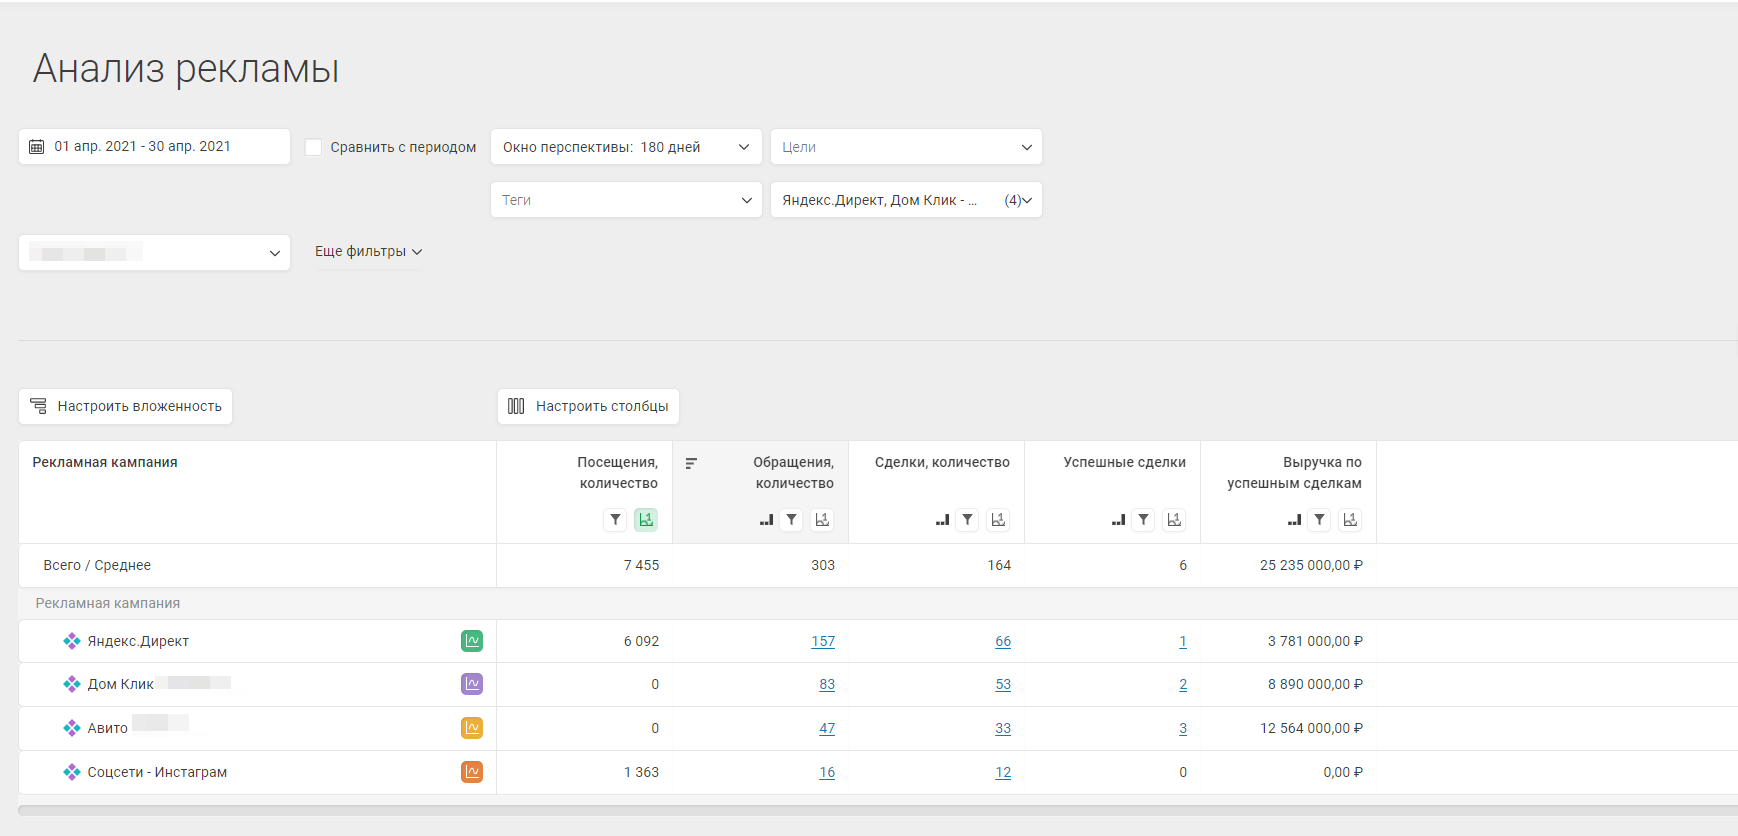 Анализ рекламы
01 апр. 2021 - 30 апр. 2021
Сравнить с периодом
Окно перспективы: 180 дней
Цели
Теги
Яндекс.Директ, Дом Клик - ... (4)
Еще фильтры
Настроить вложенность
Настроить столбцы
Рекламная кампания
Посещения, количество
Обращения, количество
Сделки, количество
Успешные сделки
Выручка по успешным сделкам
Всего / Среднее 7 455 303 164 6 25 235 000,00 ₽
Рекламная кампания
Яндекс.Директ 6 092 157 66 1 3 781 000,00 ₽
Дом Клик 0 83 53 2 8 890 000,00 ₽
Авито 0 47 33 3 12 564 000,00 ₽
Соцсети - Инстаграм 1 363 16 12 0 0,00 ₽